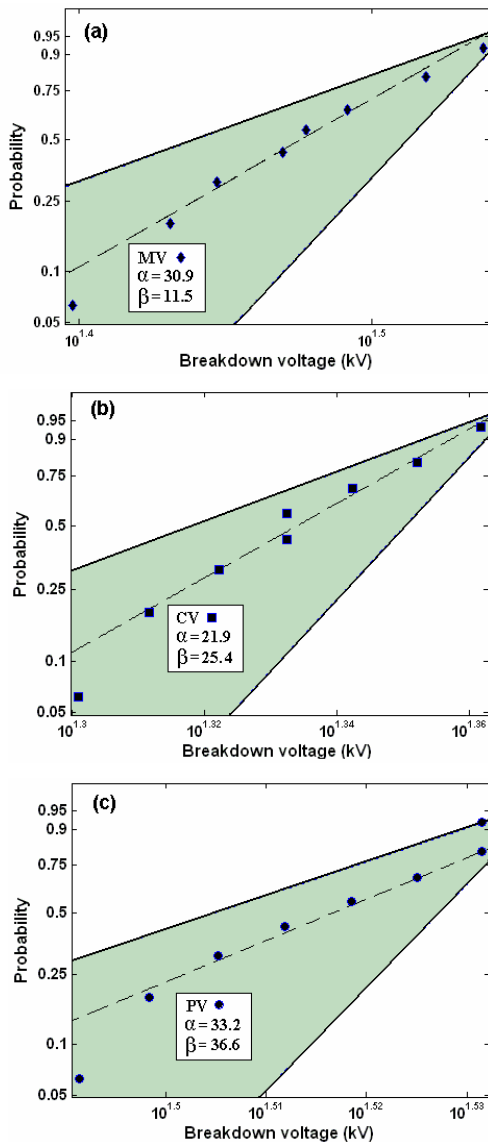 (a)
0.95
0.9
0.75
0.5
0.25
0.1
0.05
Probability
MV
α = 30.9
β = 11.5
10^1.4
10^1.5
Breakdown voltage (kV)
(b)
0.95
0.9
0.75
0.5
0.25
0.1
0.05
Probability
CV
α = 21.9
β = 25.4
10^1.3
10^1.32
10^1.34
10^1.36
Breakdown voltage (kV)
(c)
0.95
0.9
0.75
0.5
0.25
0.1
0.05
Probability
PV
α = 33.2
β = 36.6
10^1.5
10^1.51
10^1.52
10^1.53
Breakdown voltage (kV)